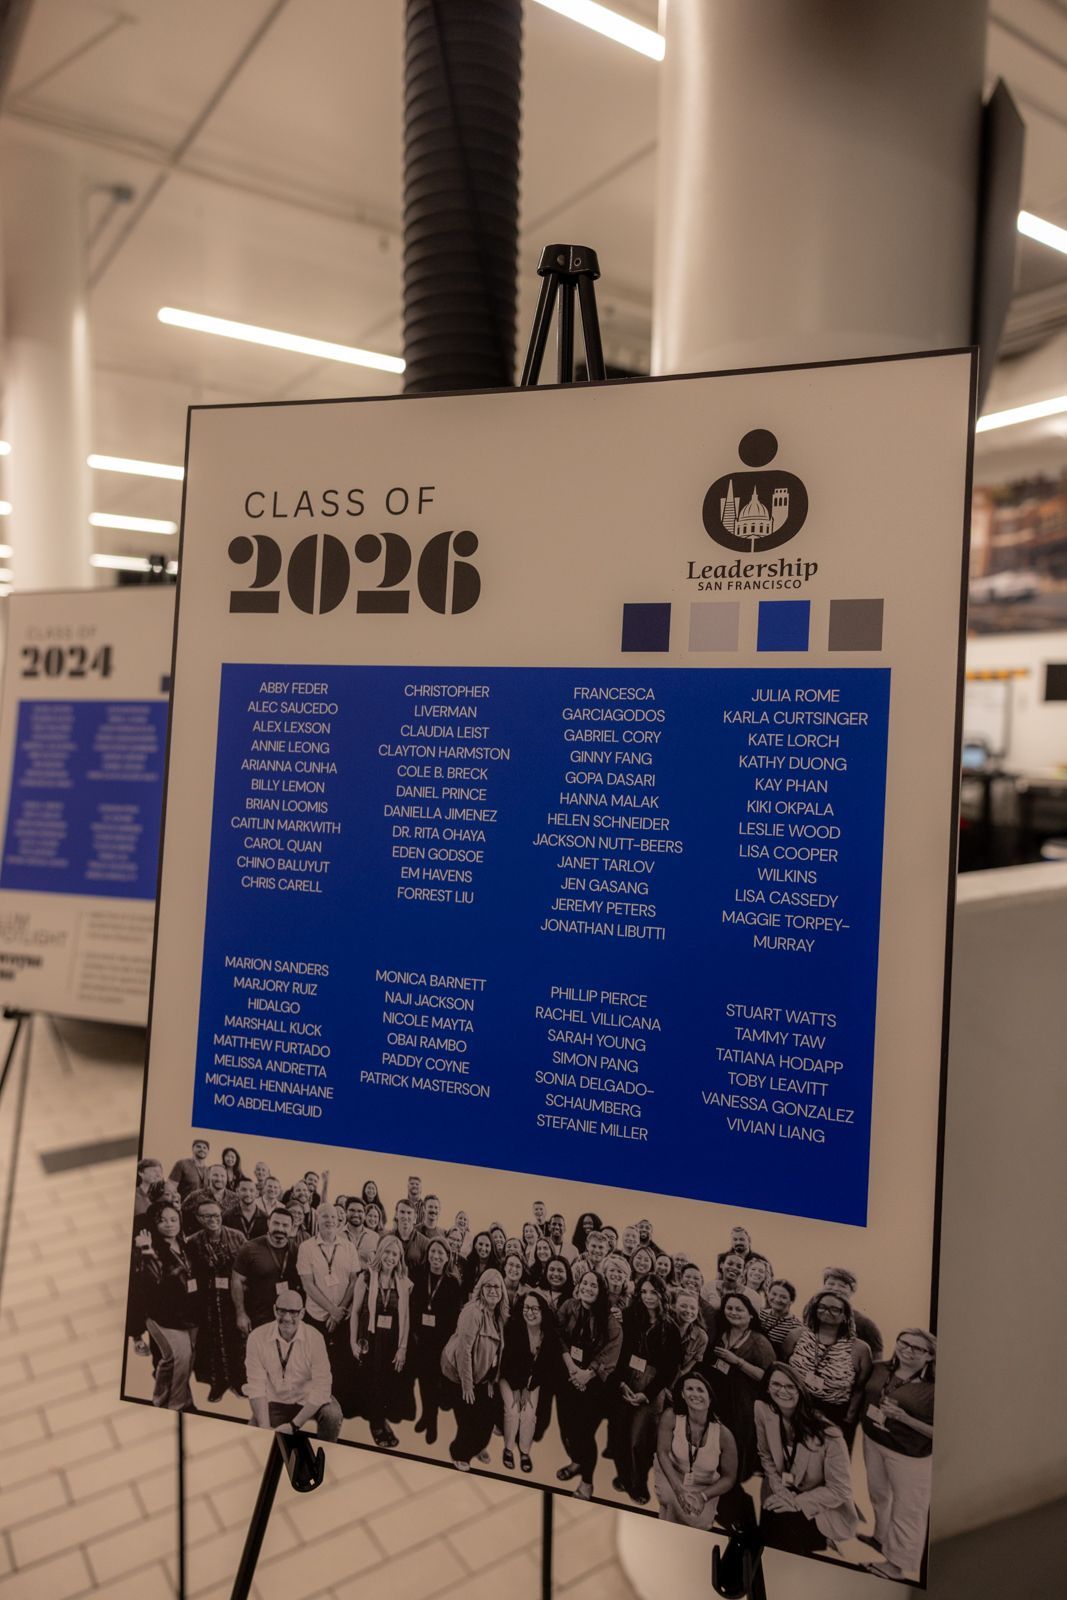 CLASS OF
2026
Leadership
SAN FRANCISCO
ABBY FEDER
ALEC SAUCEDO
ALEX LEXSON
ANNIE LEONG
ARIANNA CUNHA
BILLY LEMON
BRIAN LOOMIS
CAITLIN MARKWITH
CAROL QUAN
CHINO BALUYUT
CHRIS CARELL
CHRISTOPHER
LIVERMAN
CLAUDIA LEIST
CLAYTON HARMSTON
COLE B. BRECK
DANIEL PRINCE
DANIELLA JIMENEZ
DR. RITA OHAYA
EDEN GODSOE
EM HAVENS
FORREST LIU
FRANCESCA
GARCIAGODOS
GABRIEL CORY
GINNY FANG
GOPA DASARI
HANNA MALAK
HELEN SCHNEIDER
JACKSON NUTT-BEERS
JANET TARLOV
JEN GASANG
JEREMY PETERS
JONATHAN LIBUTTI
JULIA ROME
KARLA CURTSINGER
KATE LORCH
KATHY DUONG
KAY PHAN
KIKI OKPALA
LESLIE WOOD
LISA COOPER
WILKINS
LISA CASSEDY
MAGGIE TORPEY-
MURRAY
MARION SANDERS
MARJORY RUIZ
HIDALGO
MARSHALL KUCK
MATTHEW FURTADO
MELISSA ANDRETTA
MICHAEL HENNAHANE
MO ABDELMEGUID
MONICA BARNETT
NAJI JACKSON
NICOLE MAYTA
OBAI RAMBO
PADDY COYNE
PATRICK MASTERSON
PHILLIP PIERCE
RACHEL VILLICANA
SARAH YOUNG
SIMON PANG
SONIA DELGADO-
SCHAUMBERG
STEFANIE MILLER
STUART WATTS
TAMMY TAW
TATIANA HODAPP
TOBY LEAVITT
VANESSA GONZALEZ
VIVIAN LIANG
CLASS OF
2024